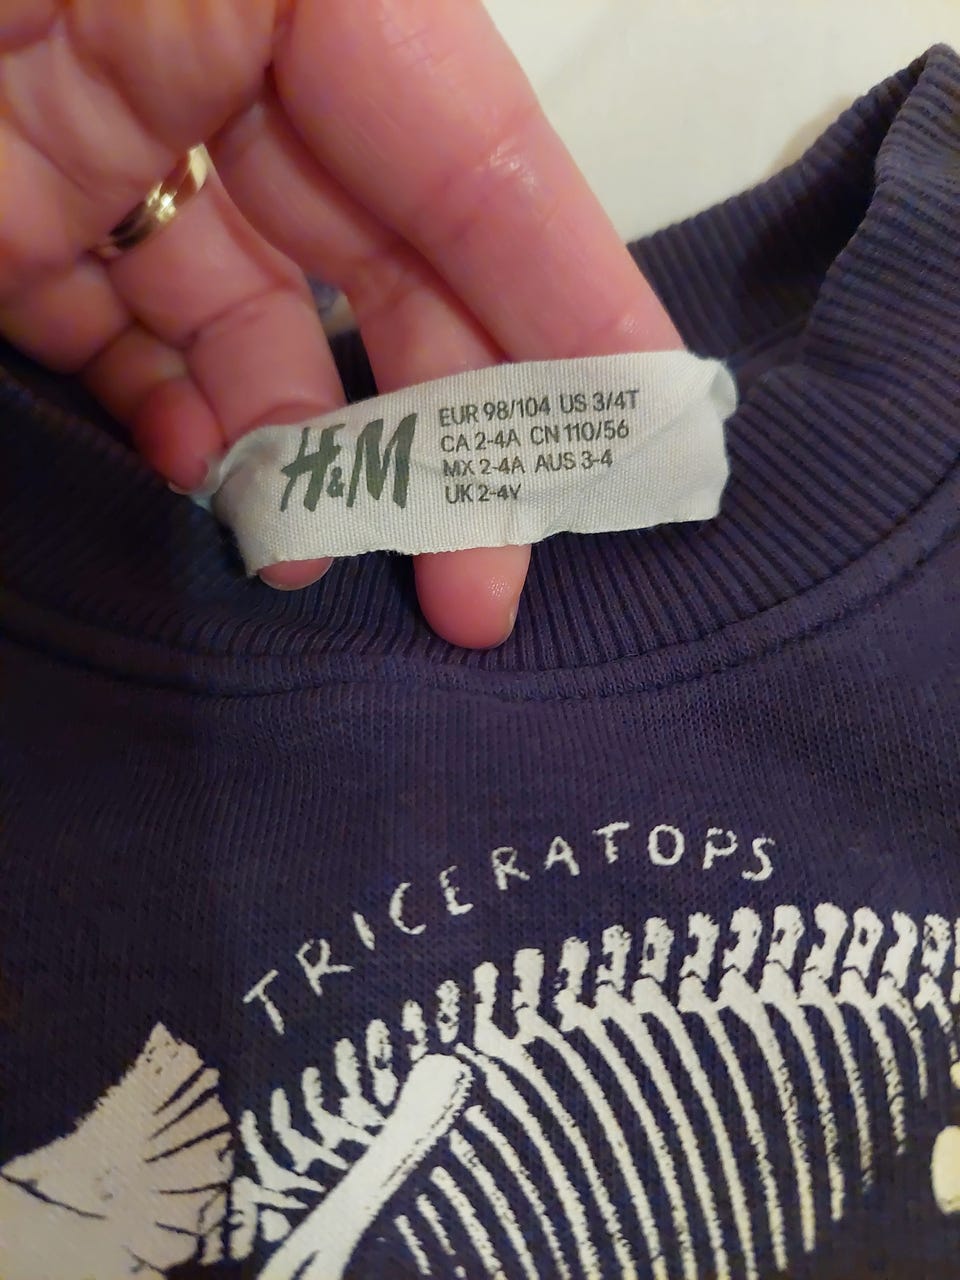 H&M
EUR 98/104 US 3/4T
CA 2-4A CN 110/56
MX 2-4A AUS 3-4
UK 2-4Y
TRICERATOPS